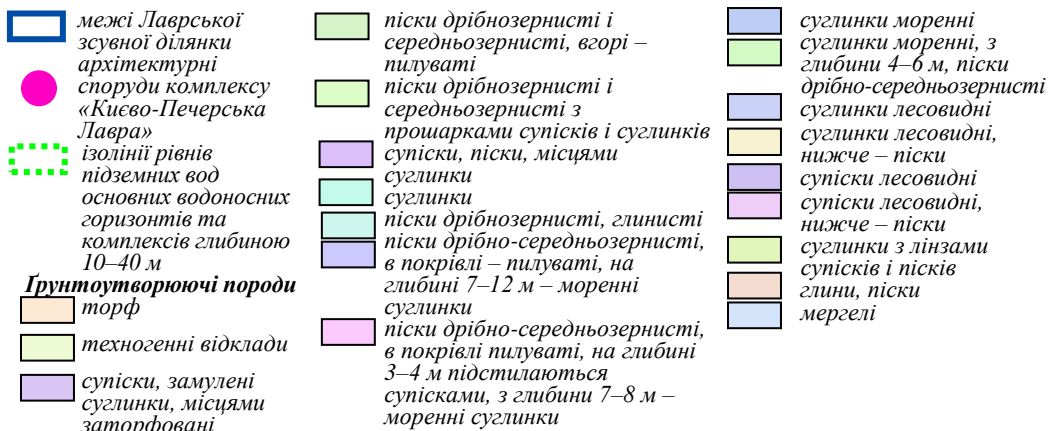 межі Лаврської
зсувної ділянки
архітектурні
споруди комплексу
«Києво-Печерська
Лавра»
ізолінії рівнів
підземних вод
основних водоносних
горизонтів та
комплексів глибиною
10–40 м
Ґрунтоутворюючі породи
торф
техногенні відклади
супіски, замулені
суглинки, місцями
заторфовані
піски дрібнозернисті і
середньозернисті, вгорі –
пилуваті
піски дрібнозернисті і
середньозернисті з
прошарками супісків і суглинків
супіски, піски, місцями
суглинки
суглинки
піски дрібнозернисті, глинисті
піски дрібно-середньозернисті,
в покрівлі – пилуваті, на
глибині 7–12 м – моренні
суглинки
піски дрібно-середньозернисті,
в покрівлі пилуваті, на глибині
3–4 м підстилаються
супісками, з глибини 7–8 м –
моренні суглинки
суглинки моренні
суглинки моренні, з
глибини 4–6 м, піски
дрібно-середньозернисті
суглинки лесовидні
суглинки лесовидні,
нижче – піски
супіски лесовидні
супіски лесовидні,
нижче – піски
суглинки з лінзами
супісків і пісків
глини, піски
мергелі